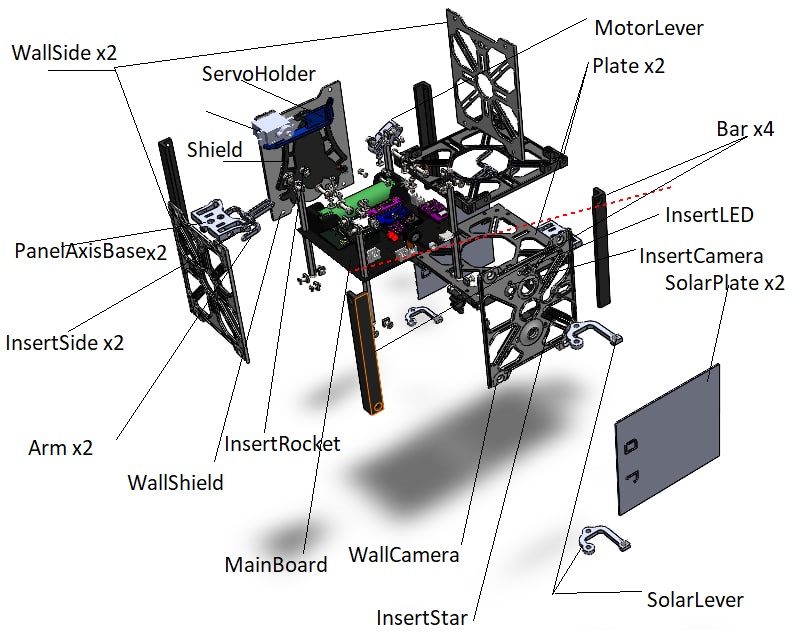 MotorLever
WallSide x2
Plate x2
ServoHolder
Bar x4
Shield
InsertLED
PanelAxisBase x2
InsertCamera
SolarPlate x2
InsertSide x2
Arm x2
InsertRocket
WallShield
WallCamera
MainBoard
SolarLever
InsertStar